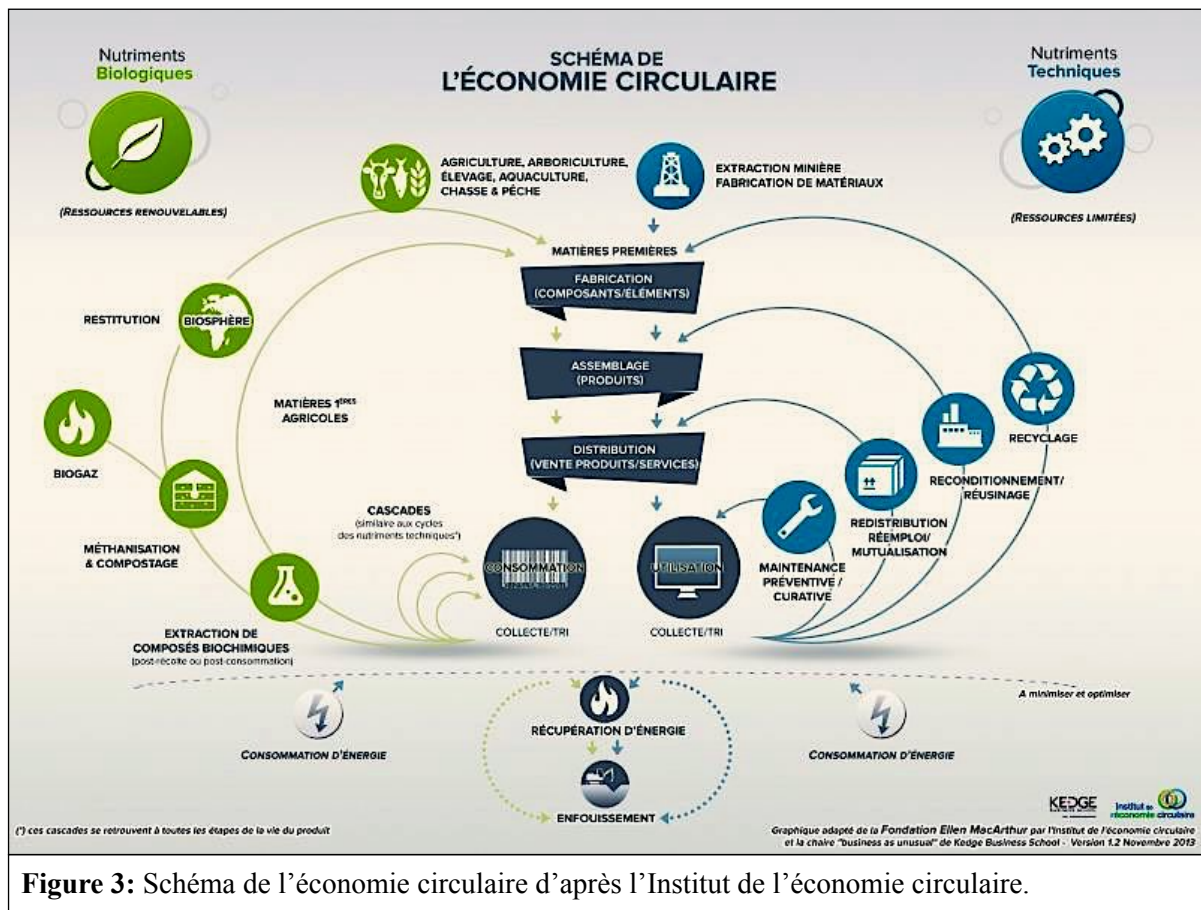 Nutriments
Biologiques
(RESSOURCES RENOUVELABLES)
SCHÉMA DE
L'ÉCONOMIE CIRCULAIRE
Nutriments
Techniques
(RESSOURCES LIMITÉES)
AGRICULTURE, ARBORICULTURE,
ÉLEVAGE, AQUACULTURE,
CHASSE & PÊCHE
EXTRACTION MINIÈRE
FABRICATION DE MATÉRIAUX
MATIÈRES PREMIÈRES
FABRICATION
(COMPOSANTS/ÉLÉMENTS)
ASSEMBLAGE
(PRODUITS)
DISTRIBUTION
(VENTE PRODUITS/SERVICES)
RESTITUTION
BIOSPHÈRE
MATIÈRES 1ÈRES
AGRICOLES
BIOGAZ
MÉTHANISATION
& COMPOSTAGE
EXTRACTION DE
COMPOSÉS BIOCHIMIQUES
(post-récolte ou post-consommation)
CASCADES
(similaire aux cycles
des nutriments techniques*)
CONSOMMATION
COLLECTE/TRI
UTILISATION
COLLECTE/TRI
MAINTENANCE
PRÉVENTIVE /
CURATIVE
REDISTRIBUTION
RÉEMPLOI/
MUTUALISATION
RECONDITIONNEMENT/
RÉUSINAGE
RECYCLAGE
A minimiser et optimiser
CONSOMMATION D'ÉNERGIE
RÉCUPÉRATION D'ÉNERGIE
CONSOMMATION D'ÉNERGIE
ENFOUISSEMENT
KEDGE
Institut de
l'économie circulaire
(*) ces cascades se retrouvent à toutes les étapes de la vie du produit
Graphique adapté de la Fondation Ellen MacArthur par l'Institut de l'économie circulaire
et la chaire "business as unusual" de Kedge Business School - Version 1.2 Novembre 2013
Figure 3: Schéma de l'économie circulaire d'après l'Institut de l'économie circulaire.